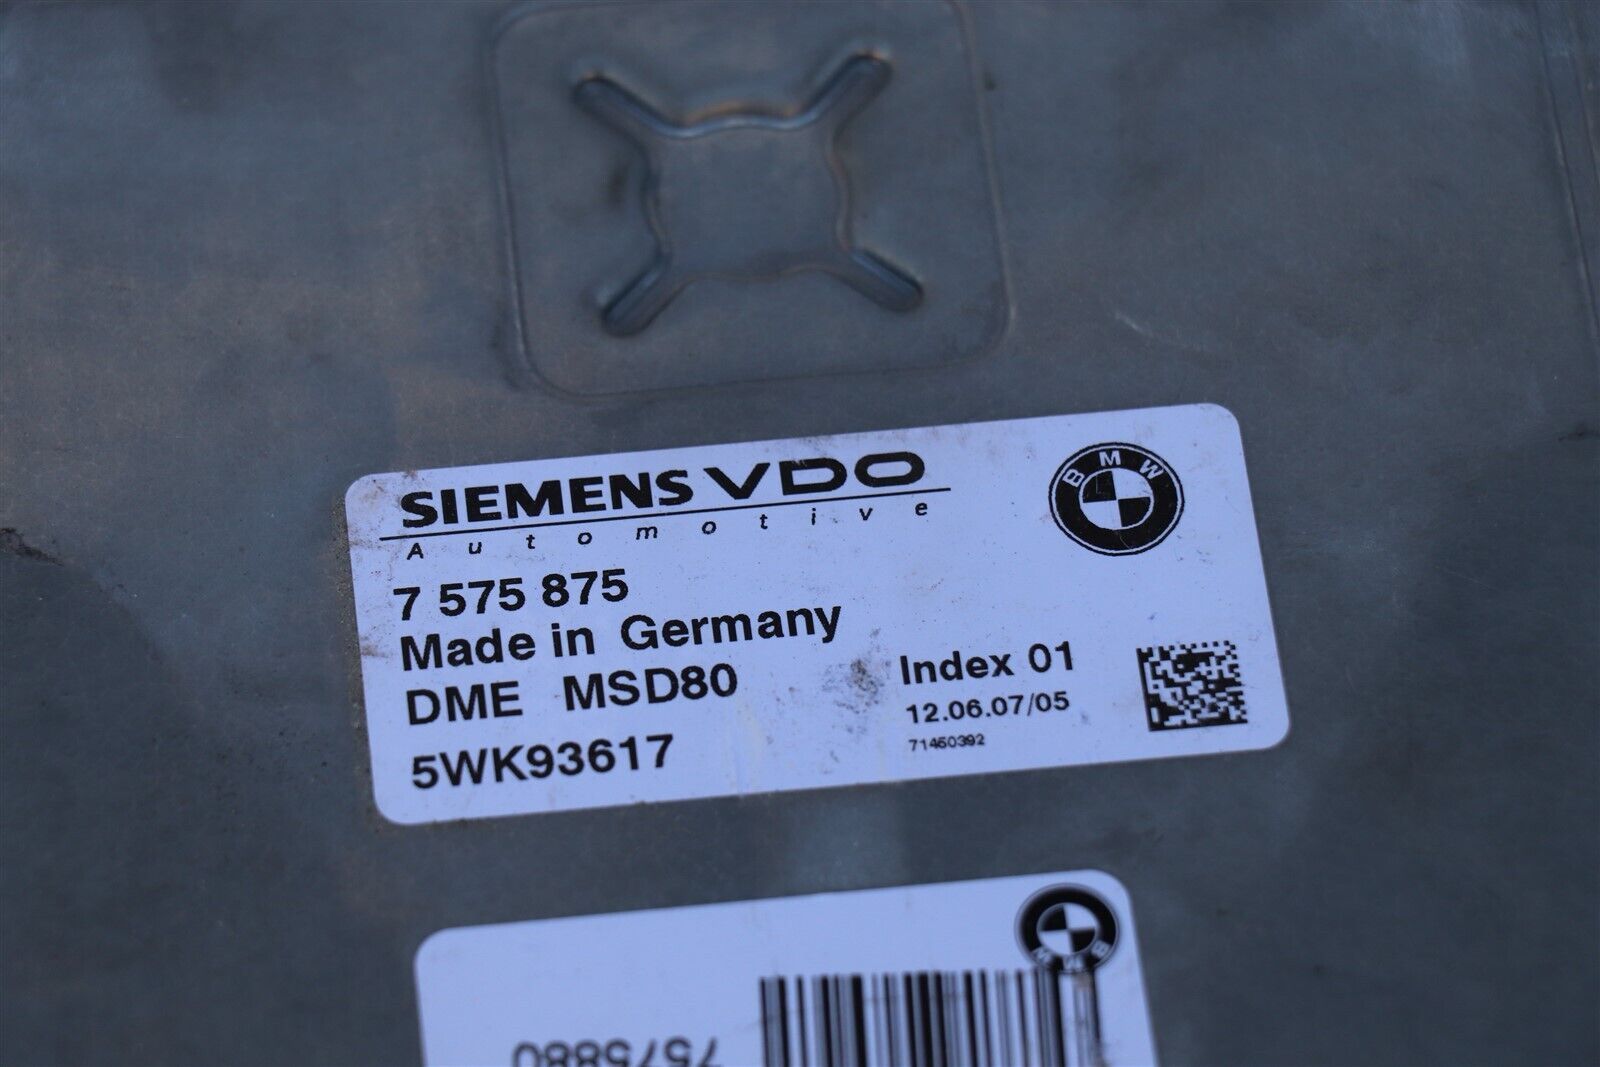 SIEMENS VDO
Automotive
BMW
7 575 875
Made in Germany
DME MSD80
5WK93617
Index 01
12.06.07/05
71450392
BMW
7575880